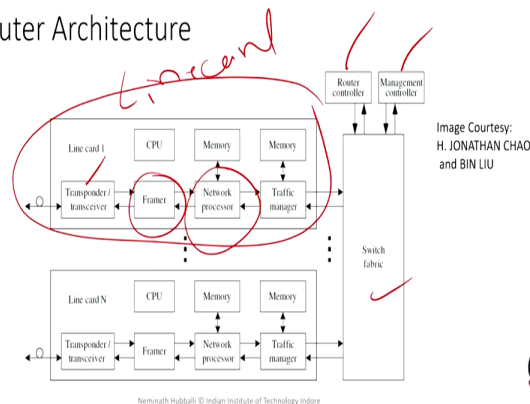 uter Architecture
Linecard
Router
controller
Management
controller
Image Courtesy:
H. JONATHAN CHAO
and BIN LIU
Line card 1
CPU
Memory
Memory
Transponder /
transceiver
Framer
Network
processor
Traffic
manager
Switch
fabric
Line card N
CPU
Memory
Memory
Transponder /
transceiver
Framer
Network
processor
Traffic
manager
Neminath Hubballi © Indian Institute of Technology Indore